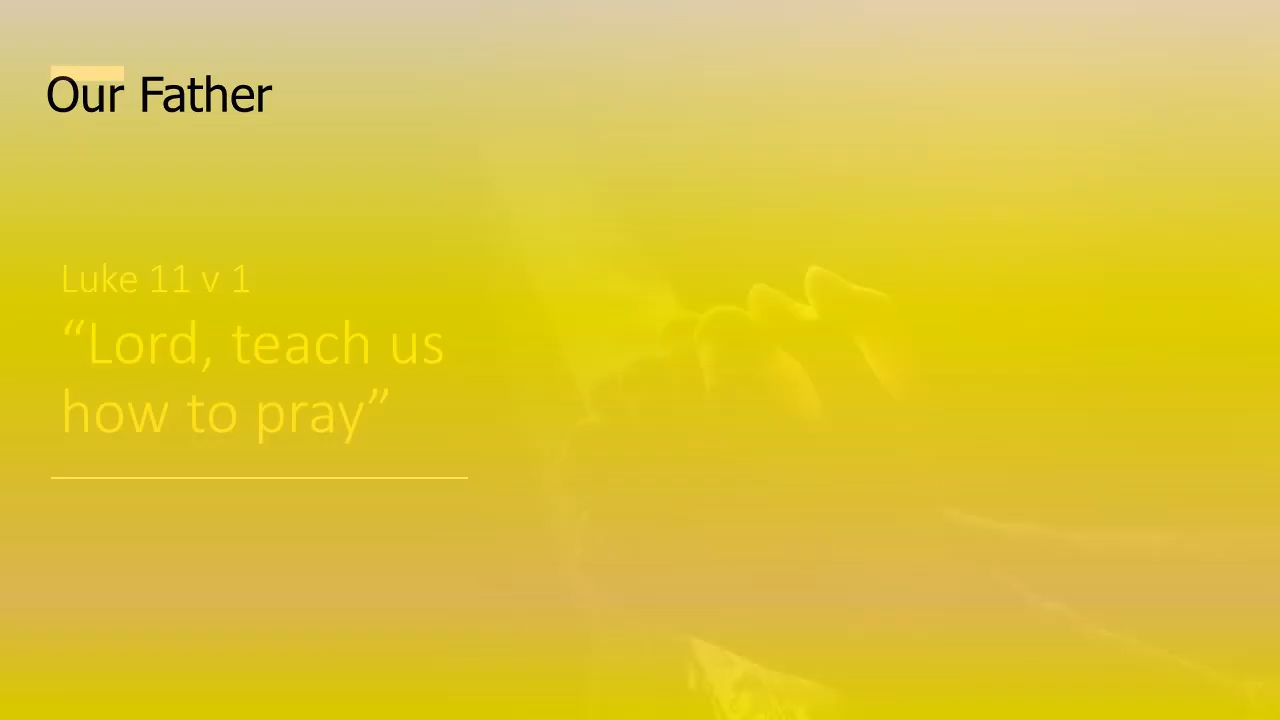 Our Father
Luke 11 v 1
“Lord, teach us
how to pray”